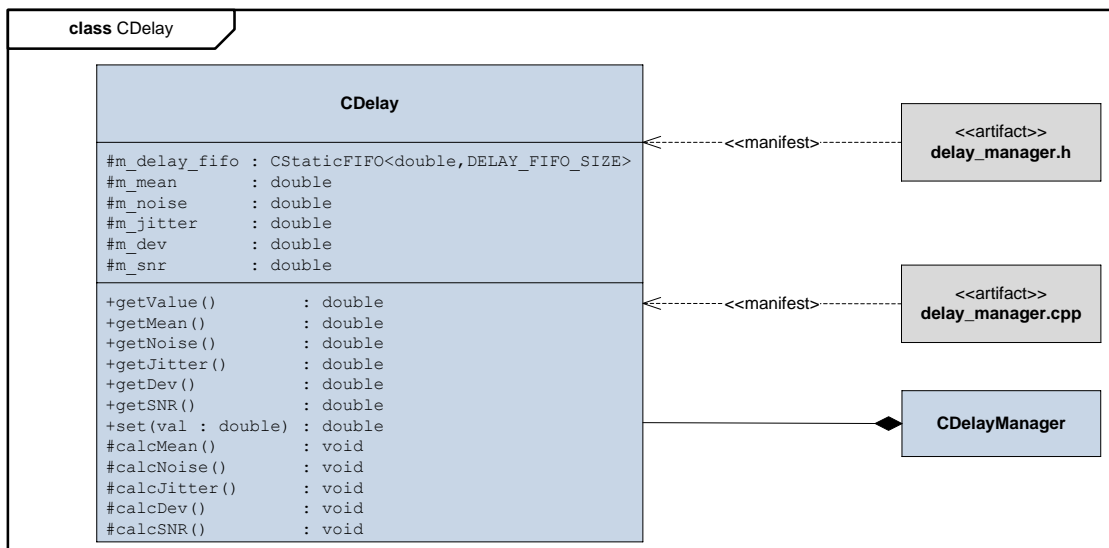 class CDelay
CDelay
#m_delay_fifo : CStaticFIFO<double,DELAY_FIFO_SIZE>
#m_mean : double
#m_noise : double
#m_jitter : double
#m_dev : double
#m_snr : double
+getValue() : double
+getMean() : double
+getNoise() : double
+getJitter() : double
+getDev() : double
+getSNR() : double
+set(val : double) : double
#calcMean() : void
#calcNoise() : void
#calcJitter() : void
#calcDev() : void
#calcSNR() : void
<<manifest>>
<<artifact>>
delay_manager.h
<<manifest>>
<<artifact>>
delay_manager.cpp
CDelayManager